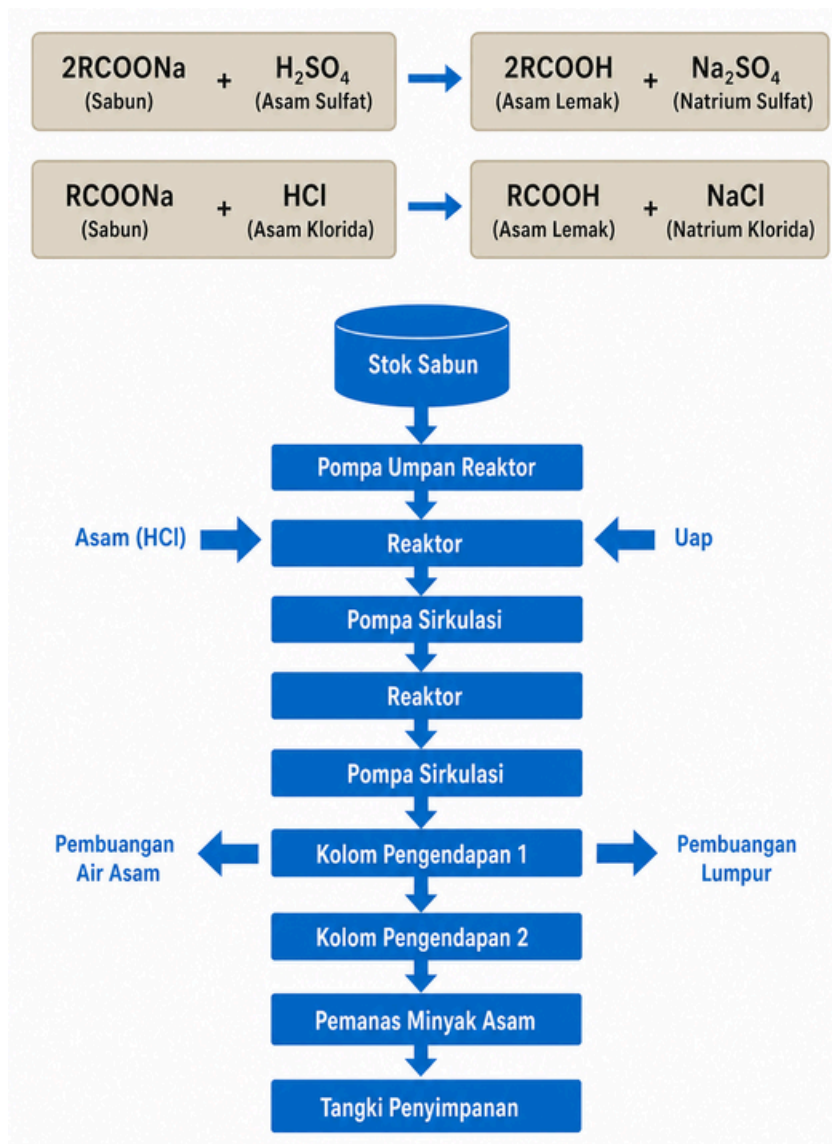 2RCOONa + H₂SO₄ → 2RCOOH + Na₂SO₄
(Sabun) (Asam Sulfat) (Asam Lemak) (Natrium Sulfat)
RCOONa + HCl → RCOOH + NaCl
(Sabun) (Asam Klorida) (Asam Lemak) (Natrium Klorida)
Stok Sabun
Pompa Umpan Reaktor
Asam (HCl)
Reaktor
Uap
Pompa Sirkulasi
Reaktor
Pompa Sirkulasi
Pembuangan
Air Asam
Kolom Pengendapan 1
Pembuangan
Lumpur
Kolom Pengendapan 2
Pemanas Minyak Asam
Tangki Penyimpanan